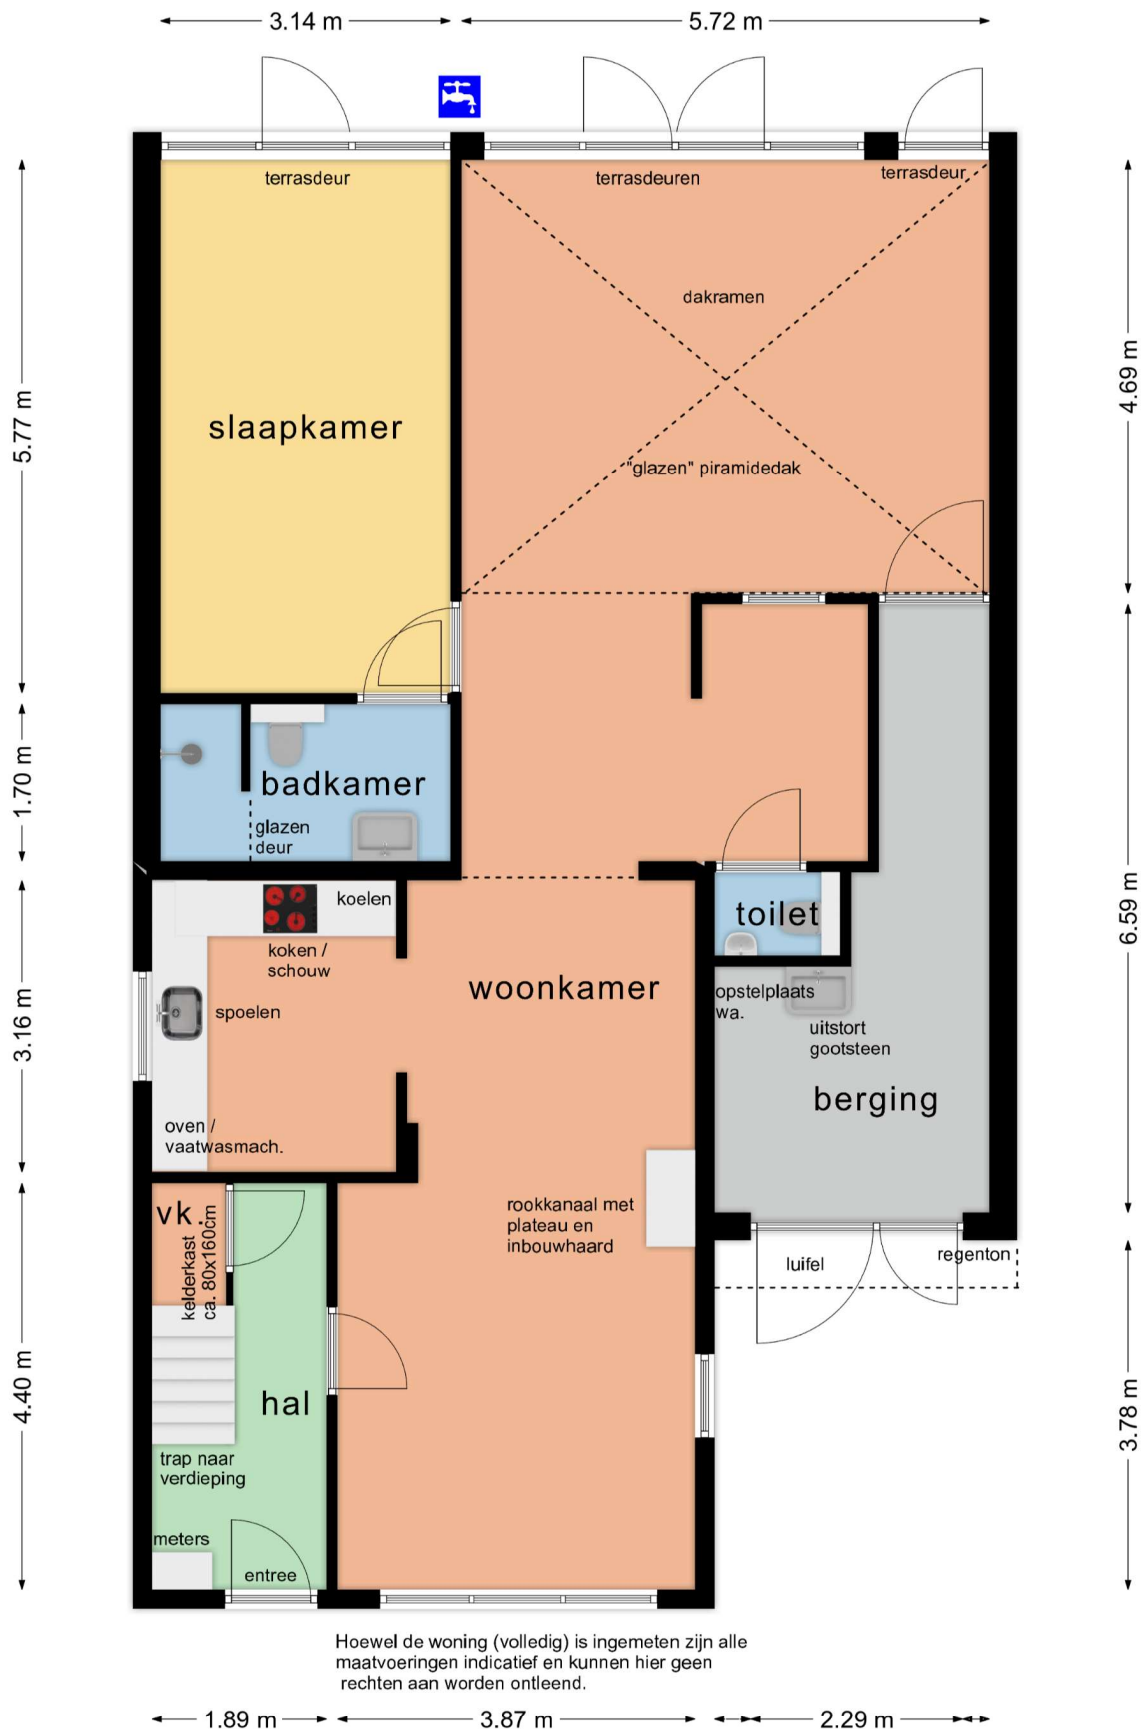 3.14 m
5.72 m
terrasdeur
terrasdeuren
terrasdeur
dakramen
5.77 m
4.69 m
slaapkamer
"glazen" piramidedak
badkamer
1.70 m
glazen
deur
koelen
toilet
6.59 m
koken /
schouw
woonkamer
opstelplaats
wa.
spoelen
uitstort
gootsteen
3.16 m
berging
oven /
vaatwasmach.
vk.
kelderkast
ca. 80x160cm
rookkanaal met
plateau en
inbouwhaard
luifel
regenton
hal
4.40 m
3.78 m
trap naar
verdieping
meters
entree
Hoewel de woning (volledig) is ingemeten zijn alle
maatvoeringen indicatief en kunnen hier geen
rechten aan worden ontleend.
1.89 m
3.87 m
2.29 m